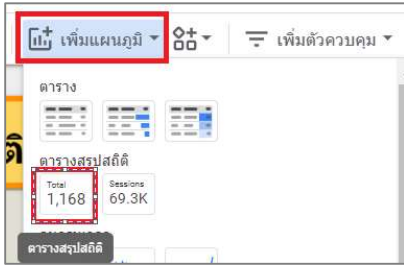 เพิ่มแผนภูมิ
เพิ่มตัวควบคุม
ตาราง
ติ
ตารางสรุปสถิติ
Total
1,168
Sessions
69.3K
ตารางสรุปสถิติ